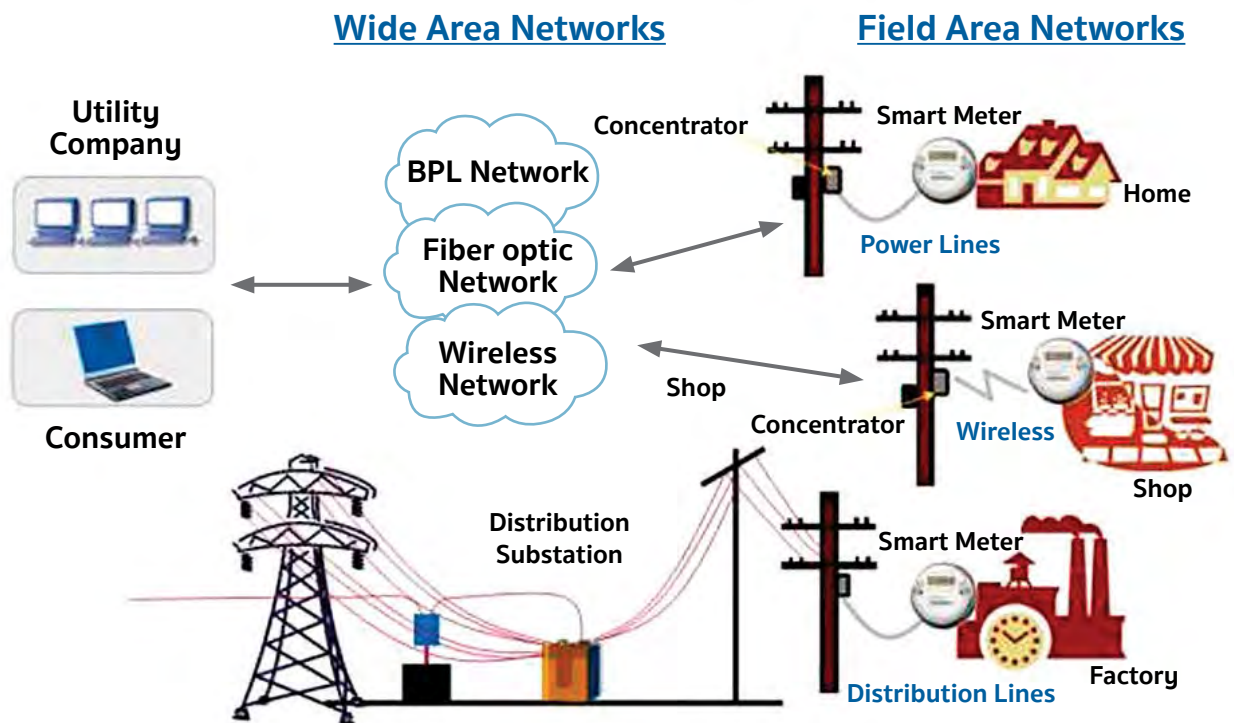 Wide Area Networks
Field Area Networks
Utility
Company
Consumer
BPL Network
Fiber optic
Network
Wireless
Network
Concentrator
Smart Meter
Home
Power Lines
Shop
Smart Meter
Concentrator
Wireless
Shop
Distribution
Substation
Smart Meter
Factory
Distribution Lines